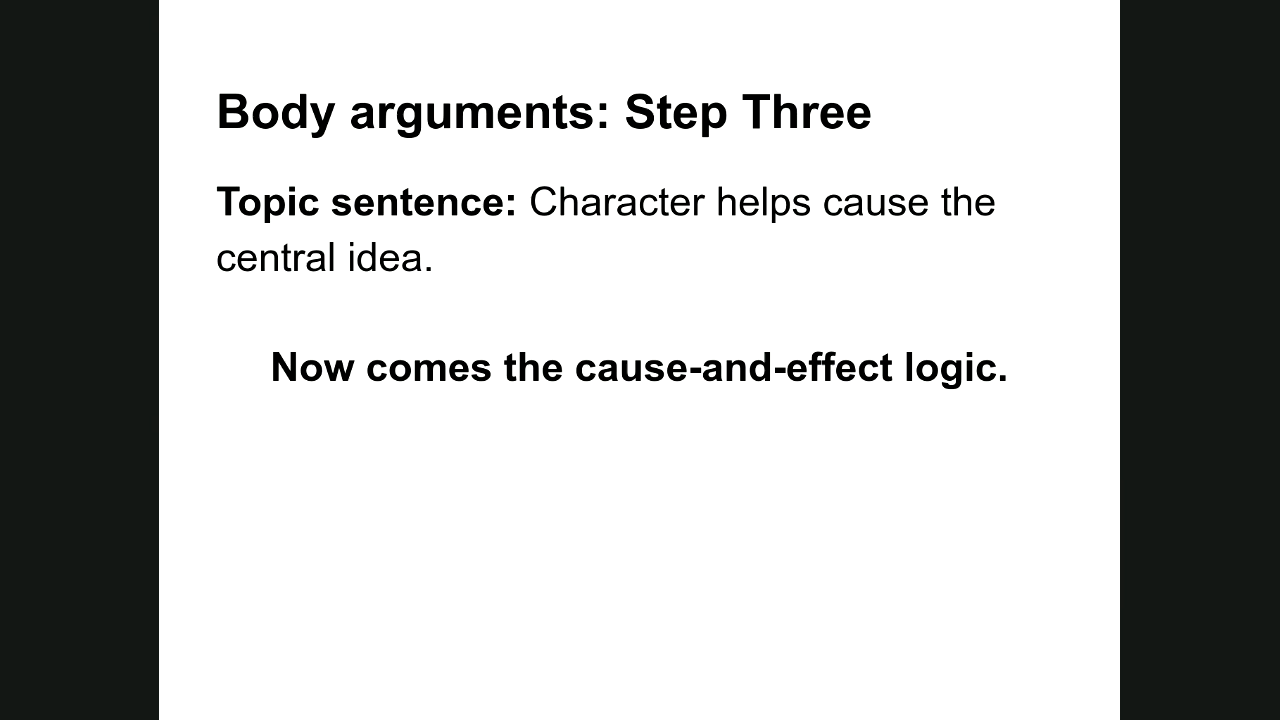 Body arguments: Step Three
Topic sentence: Character helps cause the
central idea.
Now comes the cause-and-effect logic.